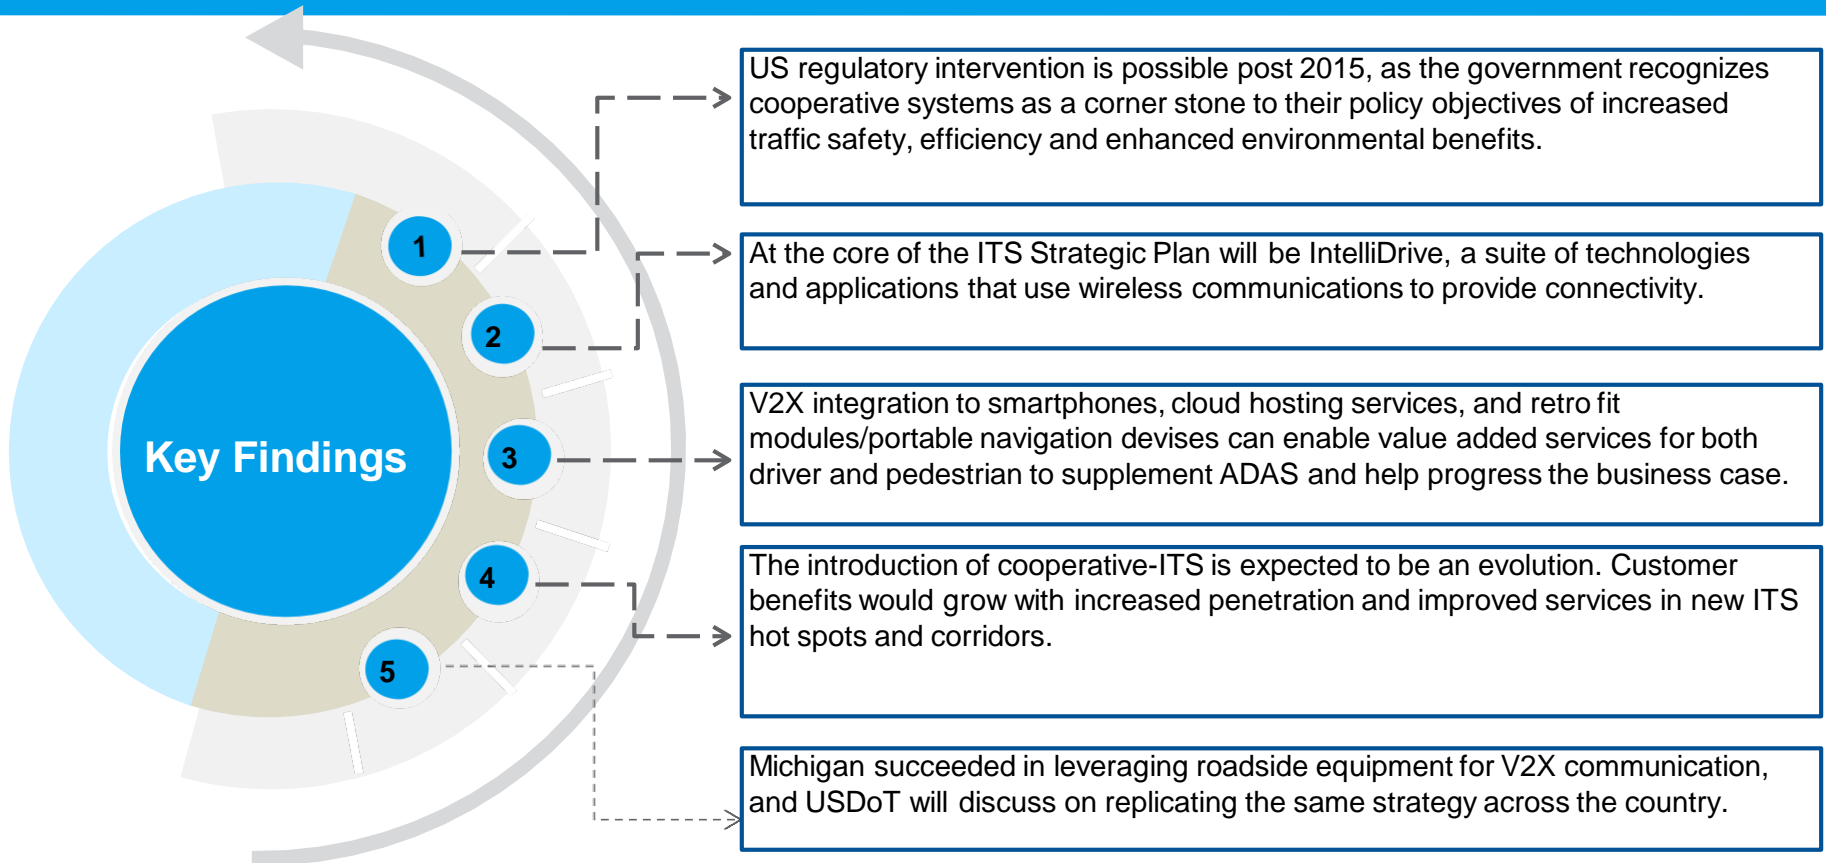 Key Findings
1
US regulatory intervention is possible post 2015, as the government recognizes
cooperative systems as a corner stone to their policy objectives of increased
traffic safety, efficiency and enhanced environmental benefits.
2
At the core of the ITS Strategic Plan will be IntelliDrive, a suite of technologies
and applications that use wireless communications to provide connectivity.
3
V2X integration to smartphones, cloud hosting services, and retro fit
modules/portable navigation devises can enable value added services for both
driver and pedestrian to supplement ADAS and help progress the business case.
4
The introduction of cooperative-ITS is expected to be an evolution. Customer
benefits would grow with increased penetration and improved services in new ITS
hot spots and corridors.
5
Michigan succeeded in leveraging roadside equipment for V2X communication,
and USDoT will discuss on replicating the same strategy across the country.